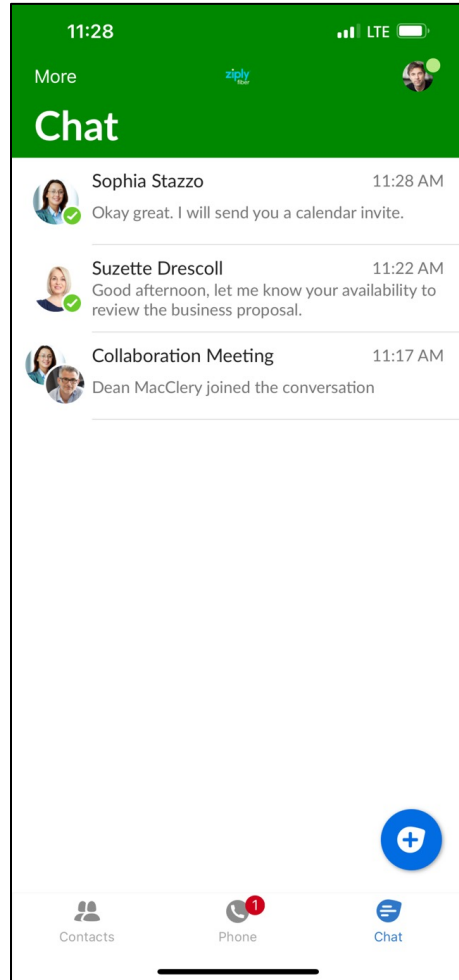 11:28
LTE
More
ziply
fiber
Chat
Sophia Stazzo
11:28 AM
Okay great. I will send you a calendar invite.
Suzette Drescoll
11:22 AM
Good afternoon, let me know your availability to
review the business proposal.
Collaboration Meeting
11:17 AM
Dean MacClery joined the conversation
Contacts
1
Phone
Chat